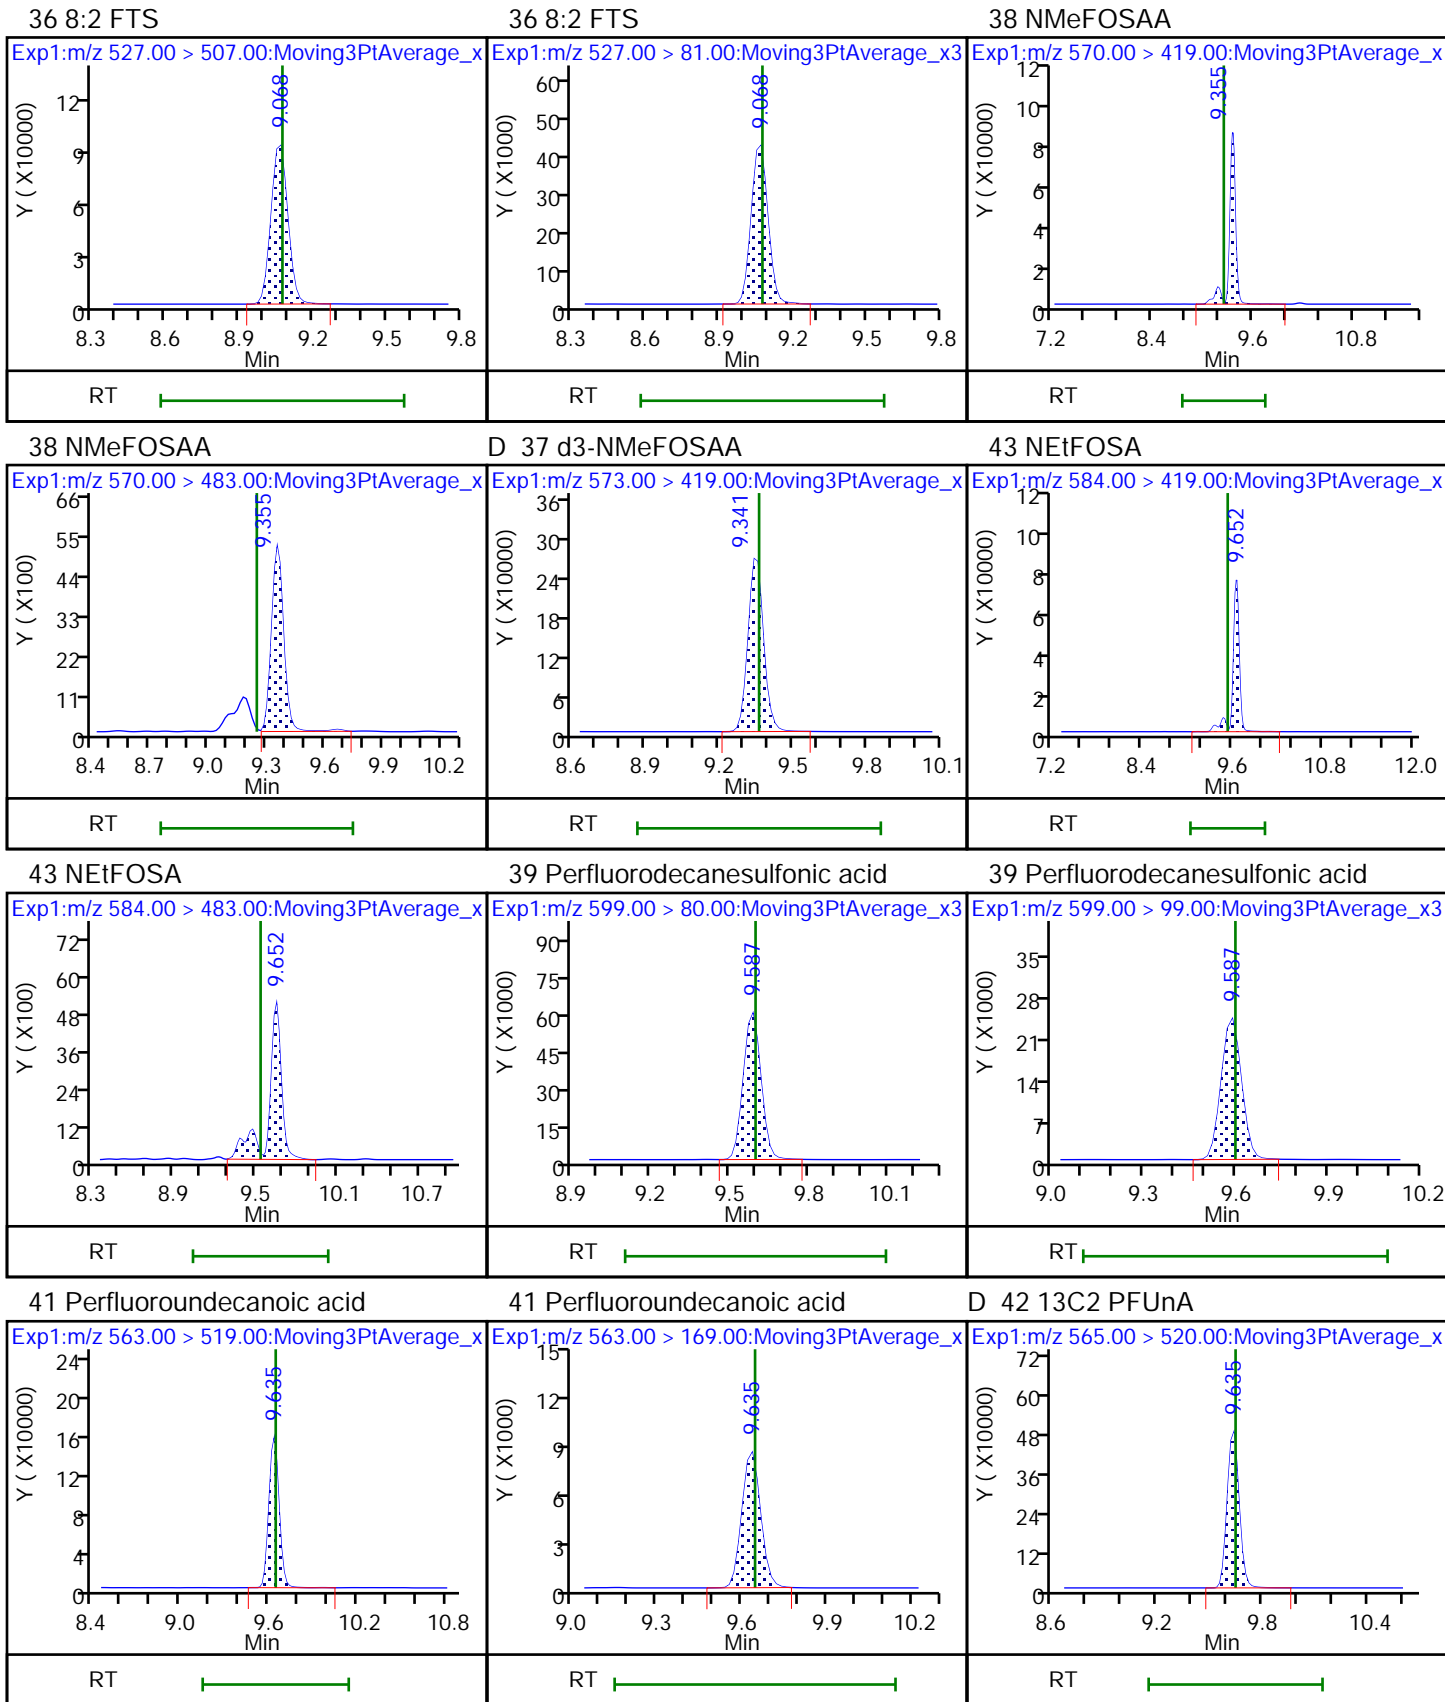 36 8:2 FTS
Exp1:m/z 527.00 > 507.00:Moving3PtAverage_x
9.068
Y ( X10000)
12
9
6
3
0
8.3 8.6 8.9 9.2 9.5 9.8
Min
RT
36 8:2 FTS
Exp1:m/z 527.00 > 81.00:Moving3PtAverage_x3
9.068
Y ( X1000)
60
50
40
30
20
10
0
8.3 8.6 8.9 9.2 9.5 9.8
Min
RT
38 NMeFOSAA
Exp1:m/z 570.00 > 419.00:Moving3PtAverage_x
9.355
Y ( X10000)
12
10
8
6
4
2
0
7.2 8.4 9.6 10.8
Min
RT
38 NMeFOSAA
Exp1:m/z 570.00 > 483.00:Moving3PtAverage_x
9.355
Y ( X100)
66
55
44
33
22
11
0
8.4 8.7 9.0 9.3 9.6 9.9 10.2
Min
RT
D 37 d3-NMeFOSAA
Exp1:m/z 573.00 > 419.00:Moving3PtAverage_x
9.341
Y ( X10000)
36
30
24
18
12
6
0
8.6 8.9 9.2 9.5 9.8 10.1
Min
RT
43 NEtFOSA
Exp1:m/z 584.00 > 419.00:Moving3PtAverage_x
9.652
Y ( X10000)
12
10
8
6
4
2
0
7.2 8.4 9.6 10.8 12.0
Min
RT
43 NEtFOSA
Exp1:m/z 584.00 > 483.00:Moving3PtAverage_x
9.652
Y ( X100)
72
60
48
36
24
12
0
8.3 8.9 9.5 10.1 10.7
Min
RT
39 Perfluorodecanesulfonic acid
Exp1:m/z 599.00 > 80.00:Moving3PtAverage_x3
9.587
Y ( X1000)
90
75
60
45
30
15
0
8.9 9.2 9.5 9.8 10.1
Min
RT
39 Perfluorodecanesulfonic acid
Exp1:m/z 599.00 > 99.00:Moving3PtAverage_x3
9.587
Y ( X1000)
35
28
21
14
7
0
9.0 9.3 9.6 9.9 10.2
Min
RT
41 Perfluoroundecanoic acid
Exp1:m/z 563.00 > 519.00:Moving3PtAverage_x
9.635
Y ( X10000)
24
20
16
12
8
4
0
8.4 9.0 9.6 10.2 10.8
Min
RT
41 Perfluoroundecanoic acid
Exp1:m/z 563.00 > 169.00:Moving3PtAverage_x
9.635
Y ( X1000)
15
12
9
6
3
0
9.0 9.3 9.6 9.9 10.2
Min
RT
D 42 13C2 PFUnA
Exp1:m/z 565.00 > 520.00:Moving3PtAverage_x
9.635
Y ( X10000)
72
60
48
36
24
12
0
8.6 9.2 9.8 10.4
Min
RT